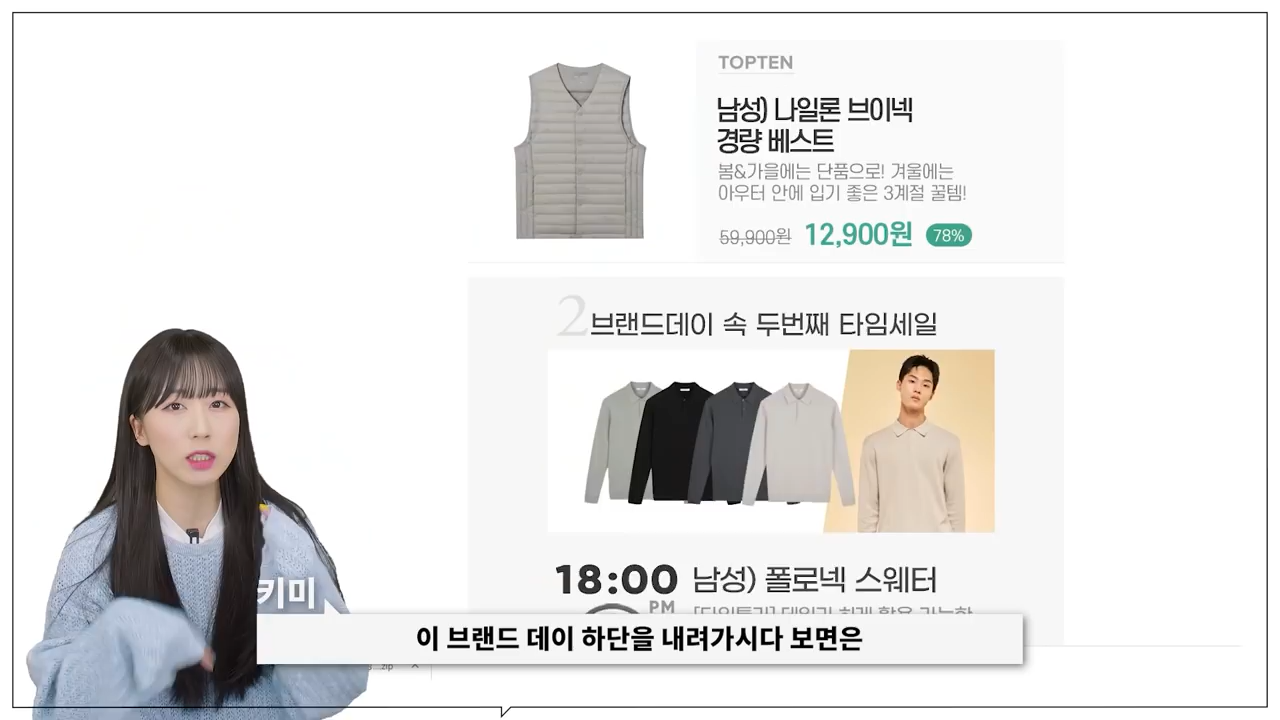 TOPTEN
남성) 나일론 브이넥
경량 베스트
봄&가을에는 단품으로! 겨울에는
아우터 안에 입기 좋은 3계절 꿀템!
59,900원 12,900원 78%
2 브랜드데이 속 두번째 타임세일
18:00 남성) 폴로넥 스웨터
PM
키미
이 브랜드 데이 하단을 내려가시다 보면은
...zip